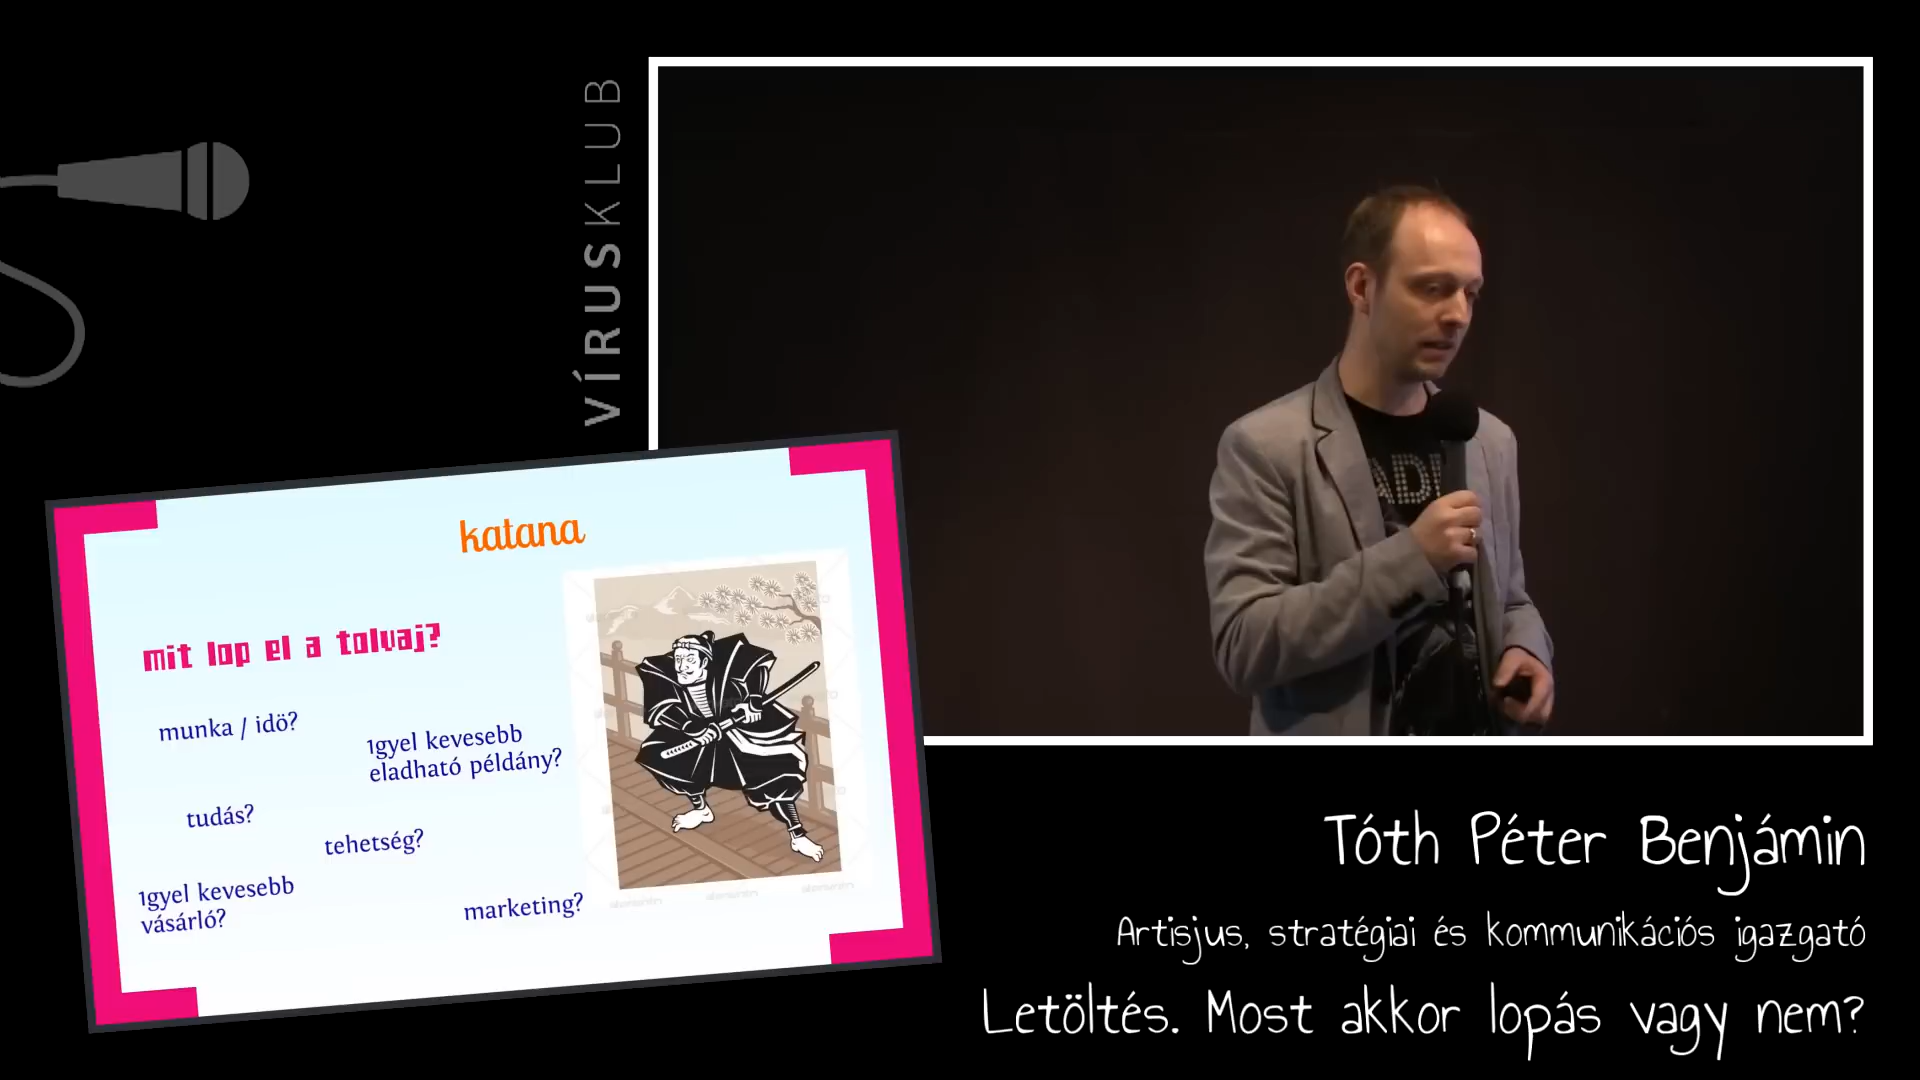 VÍRUSKLUB
katana
mit lop el a tolvaj?
munka / idö?
1gyel kevesebb
eladható példány?
tudás?
tehetség?
1gyel kevesebb
vásárló?
marketing?
Tóth Péter Benjámin
Artisjus, stratégiai és kommunikációs igazgató
Letöltés. Most akkor lopás vagy nem?